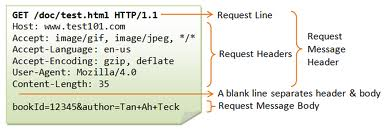 GET /doc/test.html HTTP/1.1
Host: www.test101.com
Accept: image/gif, image/jpeg, */*
Accept-Language: en-us
Accept-Encoding: gzip, deflate
User-Agent: Mozilla/4.0
Content-Length: 35
bookId=12345&author=Tan+Ah+Teck
Request Line
Request Headers
Request
Message
Header
A blank line separates header & body
Request Message Body